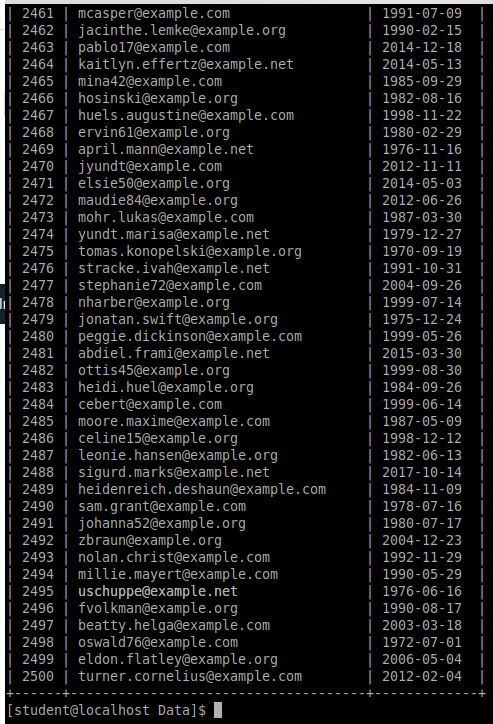 | 2461 | mcasper@example.com | 1991-07-09 |
| 2462 | jacinthe.lemke@example.org | 1990-02-15 |
| 2463 | pablo17@example.com | 2014-12-18 |
| 2464 | kaitlyn.effertz@example.net | 2014-05-13 |
| 2465 | mina42@example.com | 1985-09-29 |
| 2466 | hosinski@example.org | 1982-08-16 |
| 2467 | huels.augustine@example.com | 1998-11-22 |
| 2468 | ervin61@example.org | 1980-02-29 |
| 2469 | april.mann@example.net | 1976-11-16 |
| 2470 | jyundt@example.com | 2012-11-11 |
| 2471 | elsie50@example.org | 2014-05-03 |
| 2472 | maudie84@example.org | 2012-06-26 |
| 2473 | mohr.lukas@example.com | 1987-03-30 |
| 2474 | yundt.marisa@example.net | 1979-12-27 |
| 2475 | tomas.konopelski@example.org | 1970-09-19 |
| 2476 | stracke.ivah@example.net | 1991-10-31 |
| 2477 | stephanie72@example.com | 2004-09-26 |
| 2478 | nharber@example.org | 1999-07-14 |
| 2479 | jonatan.swift@example.org | 1975-12-24 |
| 2480 | peggie.dickinson@example.com | 1999-05-26 |
| 2481 | abdiel.frami@example.net | 2015-03-30 |
| 2482 | ottis45@example.org | 1999-08-30 |
| 2483 | heidi.huel@example.org | 1984-09-26 |
| 2484 | cebert@example.com | 1999-06-14 |
| 2485 | moore.maxime@example.com | 1987-05-09 |
| 2486 | celine15@example.org | 1998-12-12 |
| 2487 | leonie.hansen@example.org | 1982-06-13 |
| 2488 | sigurd.marks@example.net | 2017-10-14 |
| 2489 | heidenreich.deshaun@example.com | 1984-11-09 |
| 2490 | sam.grant@example.com | 1978-07-16 |
| 2491 | johanna52@example.org | 1980-07-17 |
| 2492 | zbraun@example.org | 2004-12-23 |
| 2493 | nolan.christ@example.com | 1992-11-29 |
| 2494 | millie.mayert@example.com | 1990-05-29 |
| 2495 | uschuppe@example.net | 1976-06-16 |
| 2496 | fvolkman@example.org | 1990-08-17 |
| 2497 | beatty.helga@example.com | 2003-03-18 |
| 2498 | oswald76@example.com | 1972-07-01 |
| 2499 | eldon.flatley@example.org | 2006-05-04 |
| 2500 | turner.cornelius@example.com | 2012-02-04 |
+------+-------------------------------------+------------+
[student@localhost Data]$